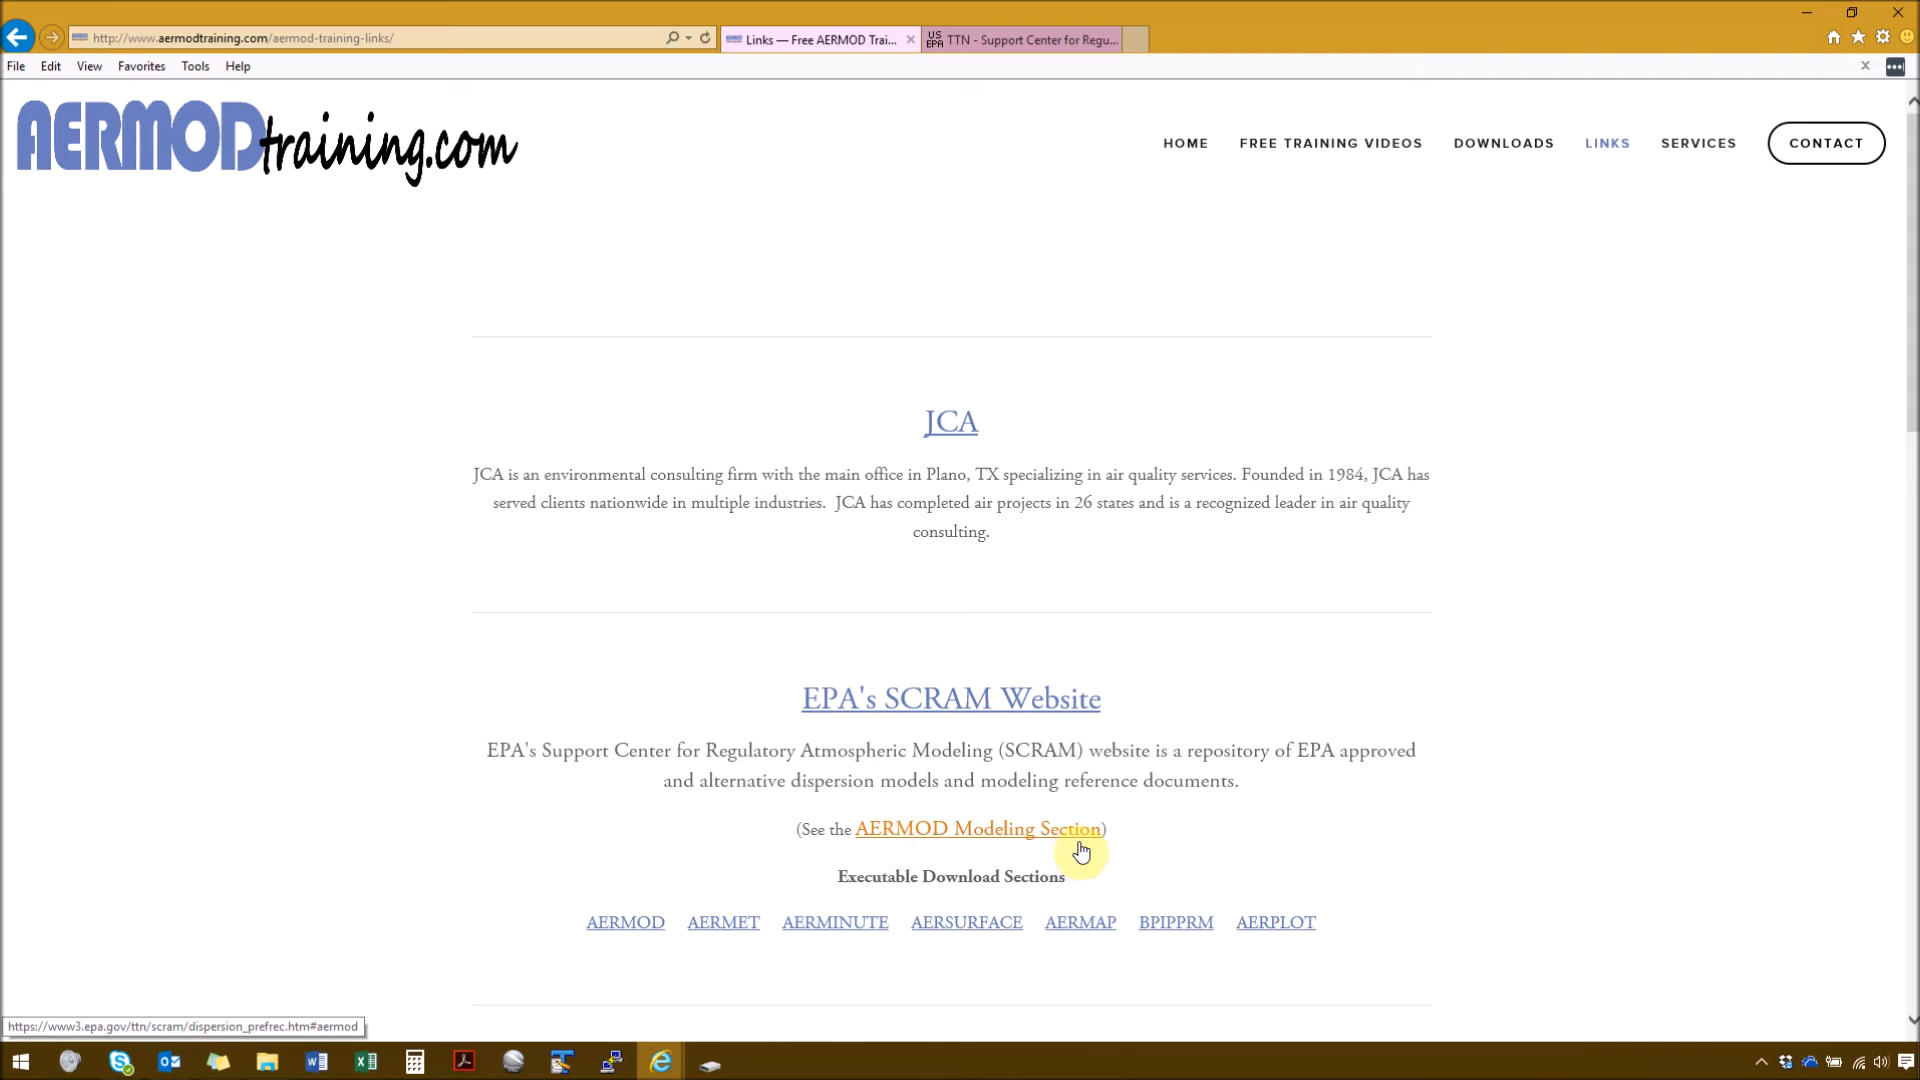 http://www.aermodtraining.com/aermod-training-links/
Links — Free AERMOD Trai...
US EPA TTN - Support Center for Regu...
File Edit View Favorites Tools Help
AERMODtraining.com
HOME FREE TRAINING VIDEOS DOWNLOADS LINKS SERVICES CONTACT
JCA
JCA is an environmental consulting firm with the main office in Plano, TX specializing in air quality services. Founded in 1984, JCA has
served clients nationwide in multiple industries.  JCA has completed air projects in 26 states and is a recognized leader in air quality
consulting.
EPA's SCRAM Website
EPA's Support Center for Regulatory Atmospheric Modeling (SCRAM) website is a repository of EPA approved
and alternative dispersion models and modeling reference documents.
(See the AERMOD Modeling Section)
Executable Download Sections
AERMOD AERMET AERMINUTE AERSURFACE AERMAP BPIPPRM AERPLOT
https://www3.epa.gov/ttn/scram/dispersion_prefrec.htm#aermod